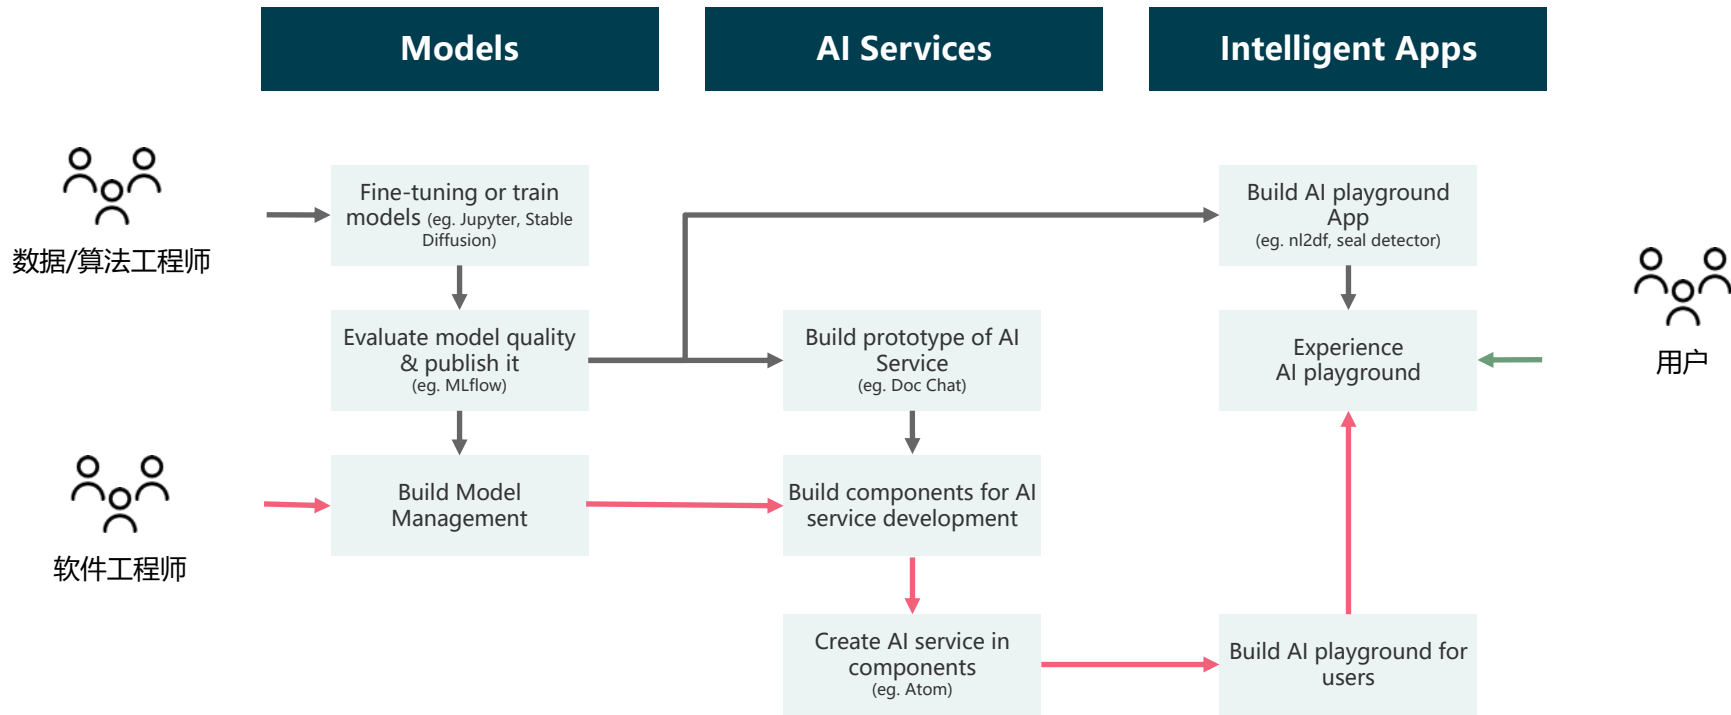 Models
AI Services
Intelligent Apps
数据/算法工程师
Fine-tuning or train
models (eg. Jupyter, Stable
Diffusion)
Build AI playground
App
(eg. nl2df, seal detector)
Evaluate model quality
& publish it
(eg. MLflow)
Build prototype of AI
Service
(eg. Doc Chat)
Experience
AI playground
用户
软件工程师
Build Model
Management
Build components for AI
service development
Create AI service in
components
(eg. Atom)
Build AI playground for
users